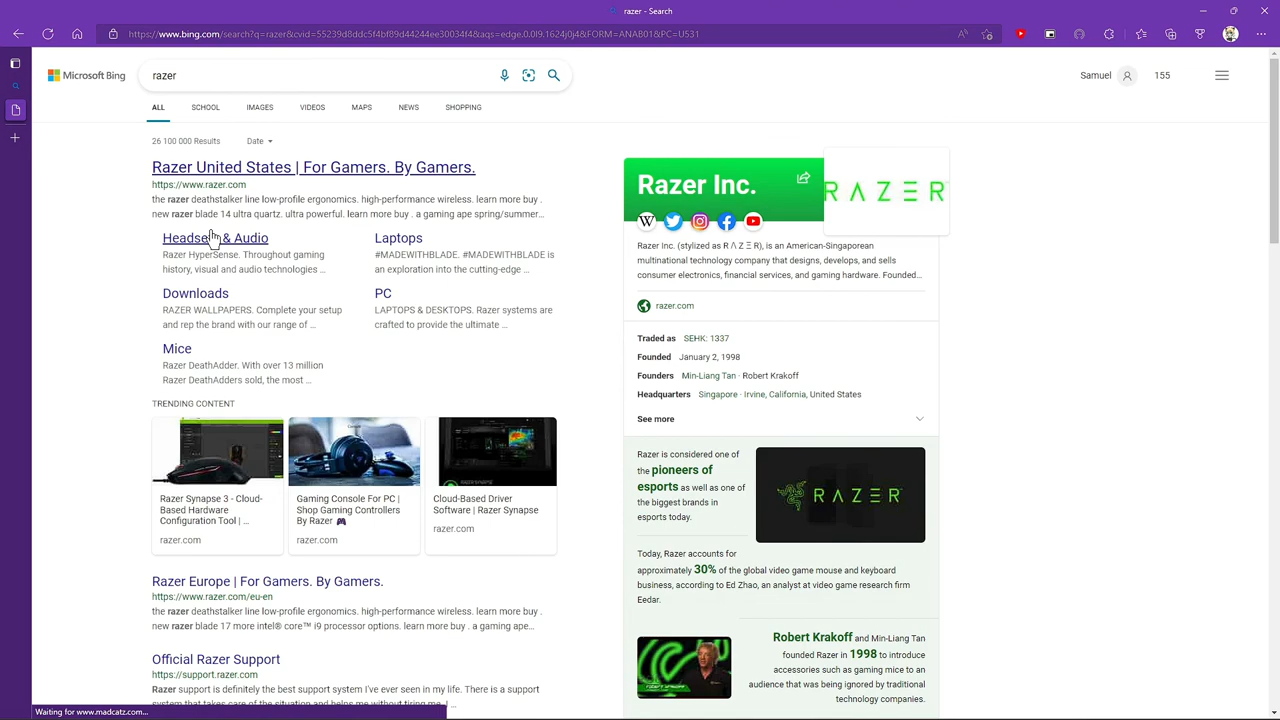 razer - Search
https://www.bing.com/search?q=razer&cvid=55239d8ddc5f4bf89d44244ee30034f4&aqs=edge.0.0l9.1624j0j4&FORM=ANAB01&PC=U531
Microsoft Bing
razer
Samuel
155
ALL
SCHOOL
IMAGES
VIDEOS
MAPS
NEWS
SHOPPING
26 100 000 Results
Date
Razer United States | For Gamers. By Gamers.
https://www.razer.com
the razer deathstalker line low-profile ergonomics. high-performance wireless. learn more buy .
new razer blade 14 ultra quartz. ultra powerful. learn more buy . a gaming ape spring/summer…
Headsets & Audio
Razer HyperSense. Throughout gaming
history, visual and audio technologies ...
Laptops
#MADEWITHBLADE. #MADEWITHBLADE is
an exploration into the cutting-edge ...
Downloads
RAZER WALLPAPERS. Complete your setup
and rep the brand with our range of ...
PC
LAPTOPS & DESKTOPS. Razer systems are
crafted to provide the ultimate ...
Mice
Razer DeathAdder. With over 13 million
Razer DeathAdders sold, the most ...
TRENDING CONTENT
Razer Synapse 3 - Cloud-
Based Hardware
Configuration Tool | ...
razer.com
Gaming Console For PC |
Shop Gaming Controllers
By Razer 🎮
razer.com
Cloud-Based Driver
Software | Razer Synapse
razer.com
Razer Europe | For Gamers. By Gamers.
https://www.razer.com/eu-en
the razer deathstalker line low-profile ergonomics. high-performance wireless. learn more buy .
new razer blade 17 more intel® core™ i9 processor options. learn more buy . a gaming ape…
Official Razer Support
https://support.razer.com
Razer support is definitely the best support system I've ever seen in my life. There is a support
system that takes care of the situation and helps me without tiring me. I …
Razer Inc.
RAZER
Razer Inc. (stylized as R Λ Z Ξ R), is an American-Singaporean
multinational technology company that designs, develops, and sells
consumer electronics, financial services, and gaming hardware. Founded…
razer.com
Traded as SEHK: 1337
Founded January 2, 1998
Founders Min-Liang Tan · Robert Krakoff
Headquarters Singapore · Irvine, California, United States
See more
Razer is considered one of
the pioneers of
esports as well as one of
the biggest brands in
esports today.
RAZER
Today, Razer accounts for
approximately 30% of the global video game mouse and keyboard
business, according to Ed Zhao, an analyst at video game research firm
Eedar.
Robert Krakoff and Min-Liang Tan
founded Razer in 1998 to introduce
accessories such as gaming mice to an
audience that was being ignored by traditional
technology companies.
Waiting for www.madcatz.com...